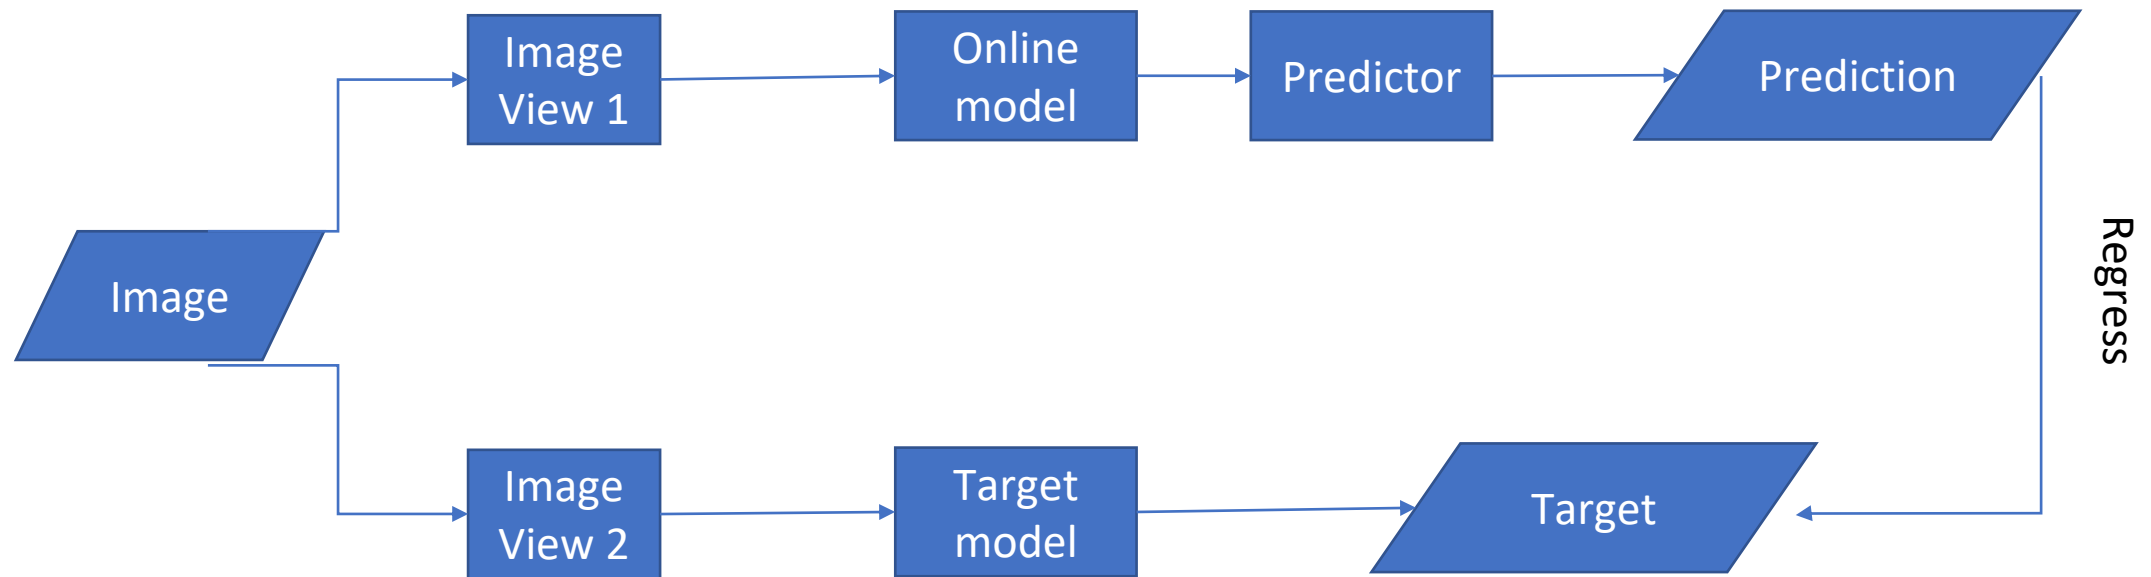 Image
View 1
Online
model
Predictor
Prediction
Image
Regress
Image
View 2
Target
model
Target